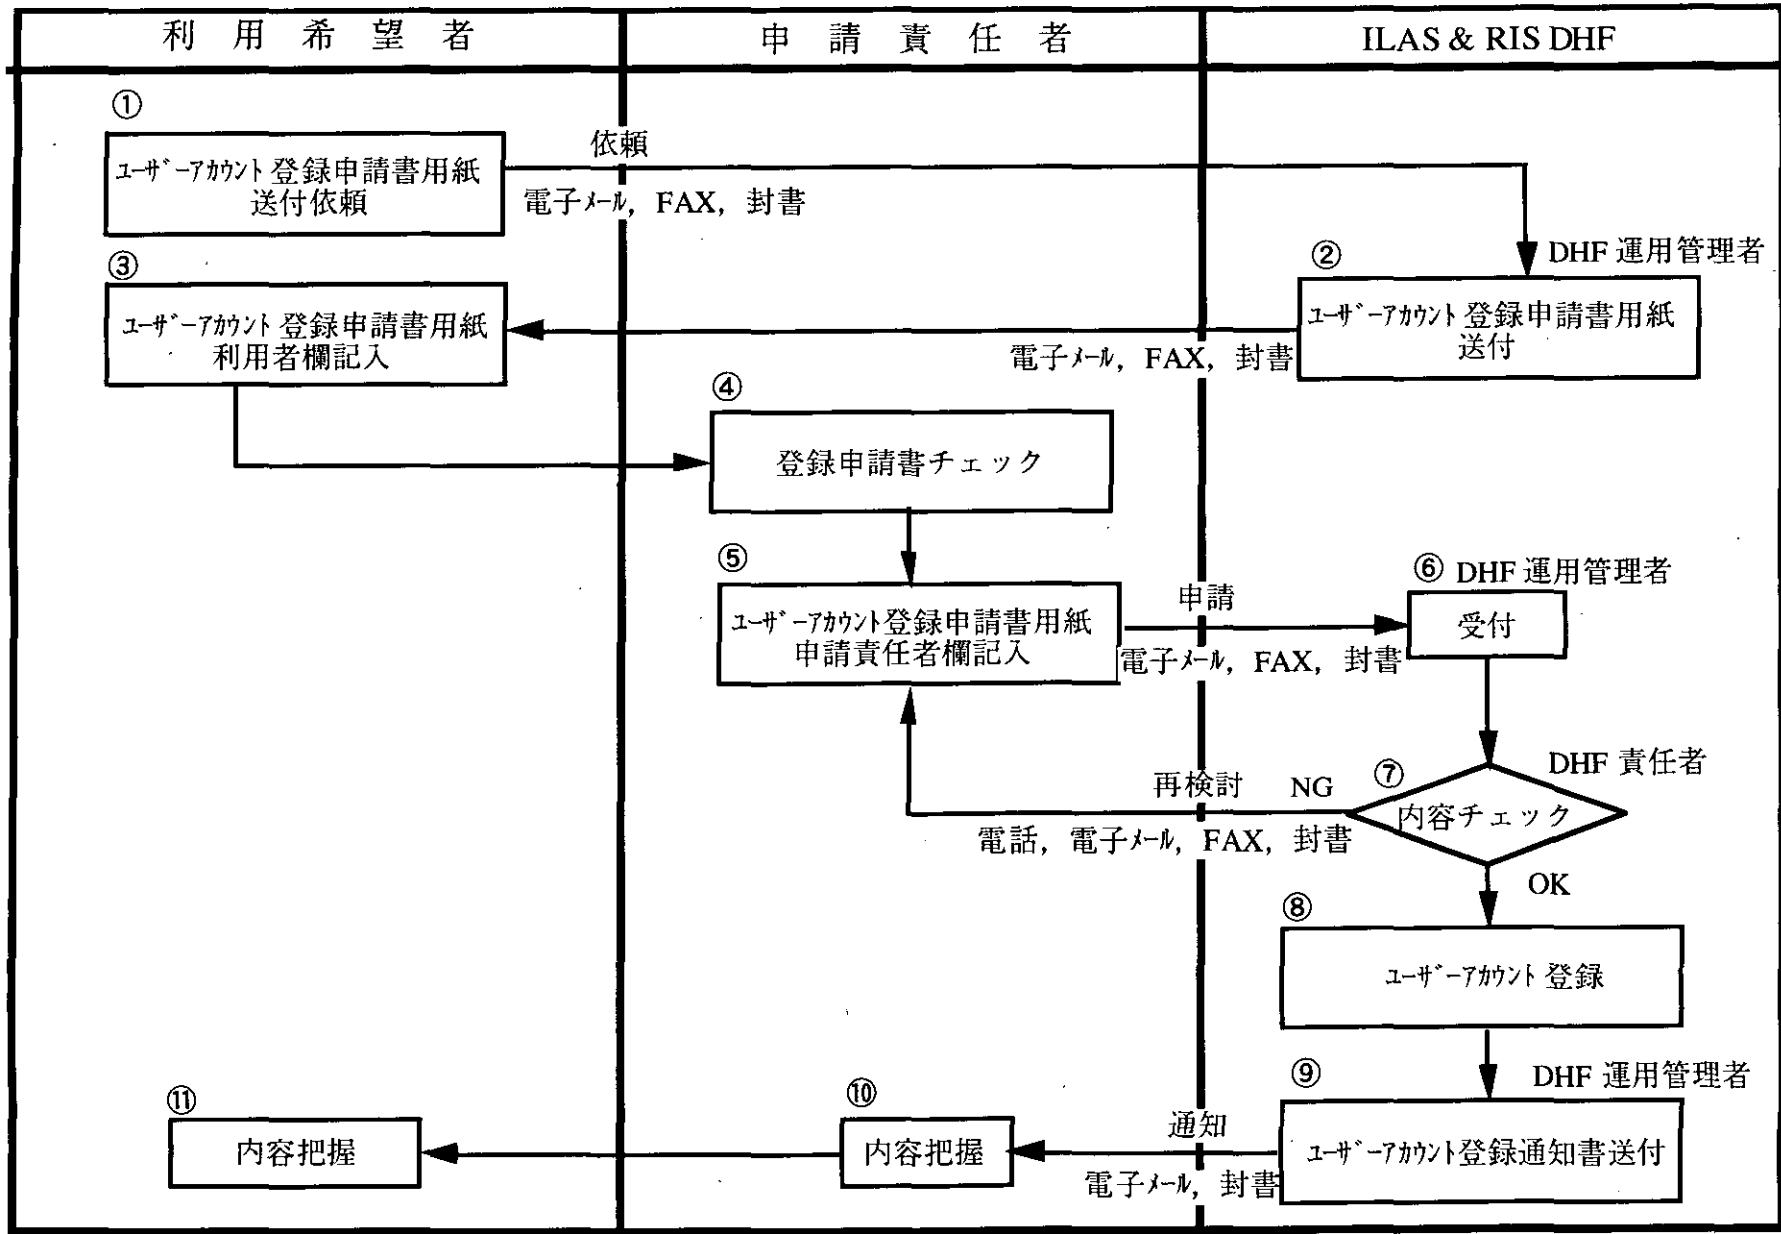 利用希望者
申請責任者
ILAS & RIS DHF
①
ユーザーアカウント登録申請書用紙
送付依頼
依頼
電子メール, FAX, 封書
②
DHF 運用管理者
ユーザーアカウント登録申請書用紙
送付
電子メール, FAX, 封書
③
ユーザーアカウント登録申請書用紙
利用者欄記入
④
登録申請書チェック
⑤
ユーザーアカウント登録申請書用紙
申請責任者欄記入
申請
電子メール, FAX, 封書
⑥ DHF 運用管理者
受付
⑦
DHF 責任者
内容チェック
再検討 NG
電話, 電子メール, FAX, 封書
OK
⑧
ユーザーアカウント登録
⑨
DHF 運用管理者
ユーザーアカウント登録通知書送付
通知
電子メール, 封書
⑩
内容把握
⑪
内容把握